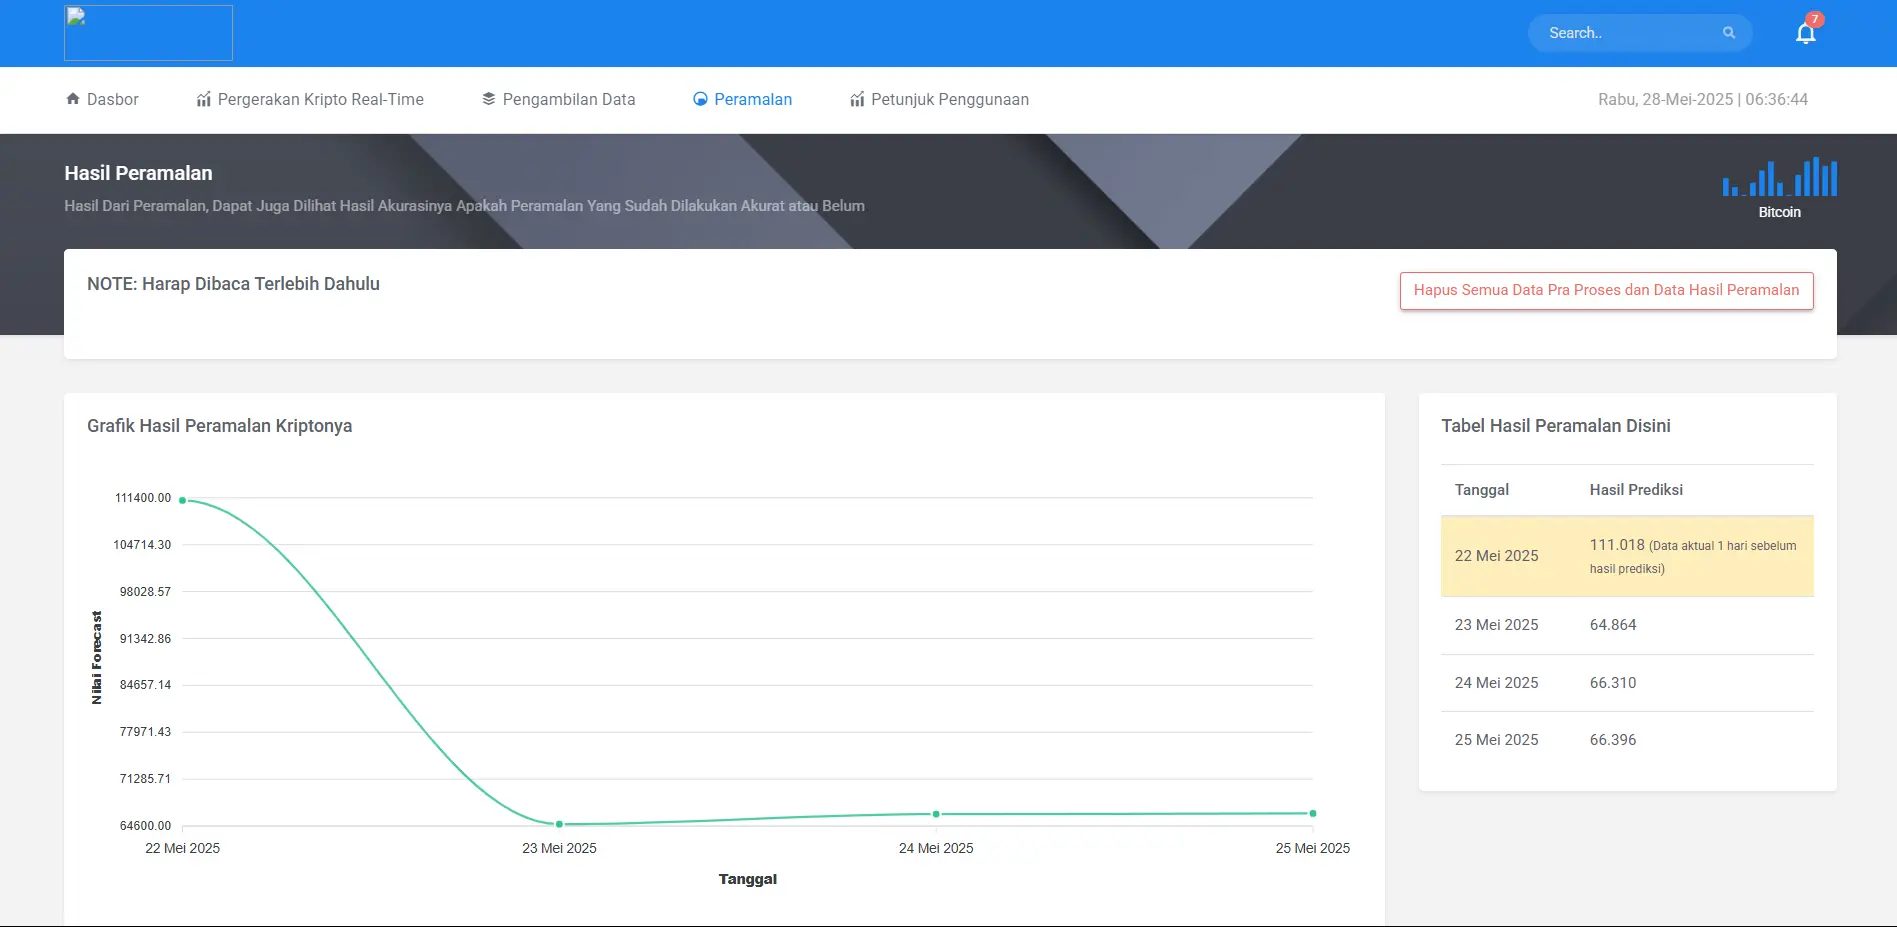 Search..
7
Dasbor
Pergerakan Kripto Real-Time
Pengambilan Data
Peramalan
Petunjuk Penggunaan
Rabu, 28-Mei-2025 | 06:36:44
Hasil Peramalan
Hasil Dari Peramalan, Dapat Juga Dilihat Hasil Akurasinya Apakah Peramalan Yang Sudah Dilakukan Akurat atau Belum
Bitcoin
NOTE: Harap Dibaca Terlebih Dahulu
Hapus Semua Data Pra Proses dan Data Hasil Peramalan
Grafik Hasil Peramalan Kriptonya
111400.00
104714.30
98028.57
91342.86
84657.14
77971.43
71285.71
64600.00
Nilai Forecast
22 Mei 2025
23 Mei 2025
24 Mei 2025
25 Mei 2025
Tanggal
Tabel Hasil Peramalan Disini
Tanggal Hasil Prediksi
22 Mei 2025 111.018 (Data aktual 1 hari sebelum
hasil prediksi)
23 Mei 2025 64.864
24 Mei 2025 66.310
25 Mei 2025 66.396